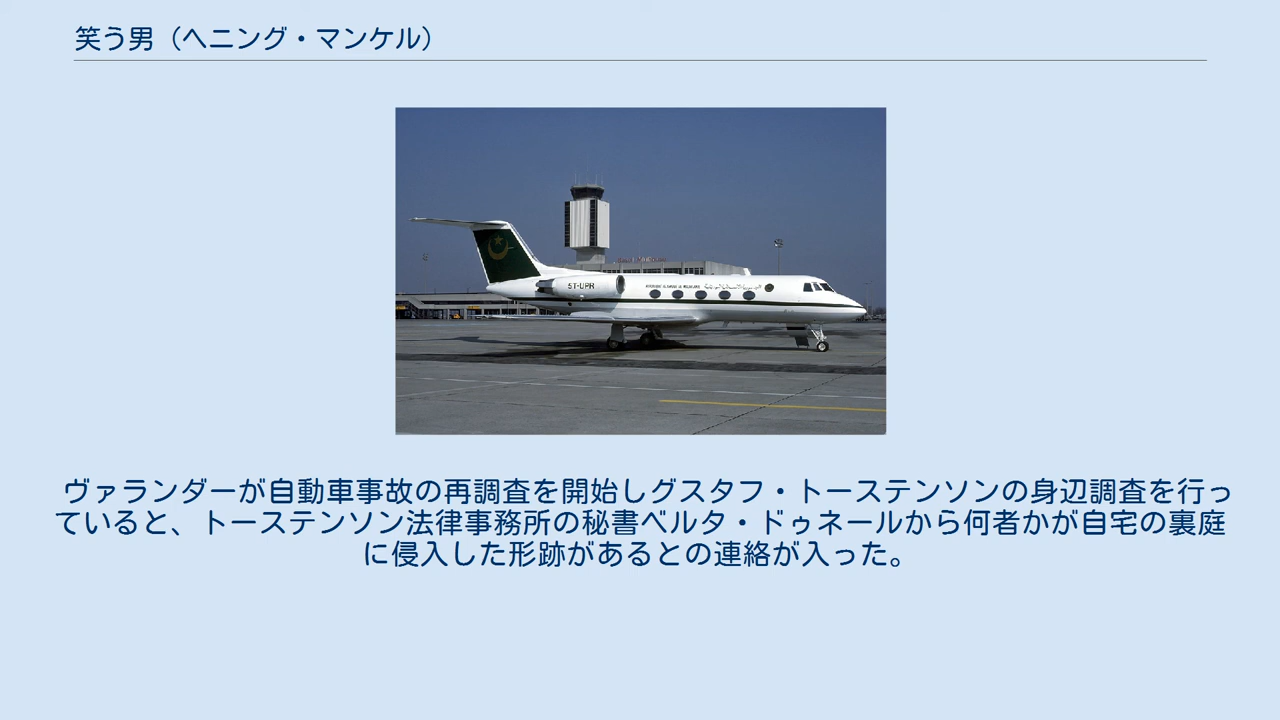 笑う男（ヘニング・マンケル）
5T-UPR
ヴァランダーが自動車事故の再調査を開始しグスタフ・トーステンソンの身辺調査を行っ
ていると、トーステンソン法律事務所の秘書ベルタ・ドゥネールから何者かが自宅の裏庭
に侵入した形跡があるとの連絡が入った。